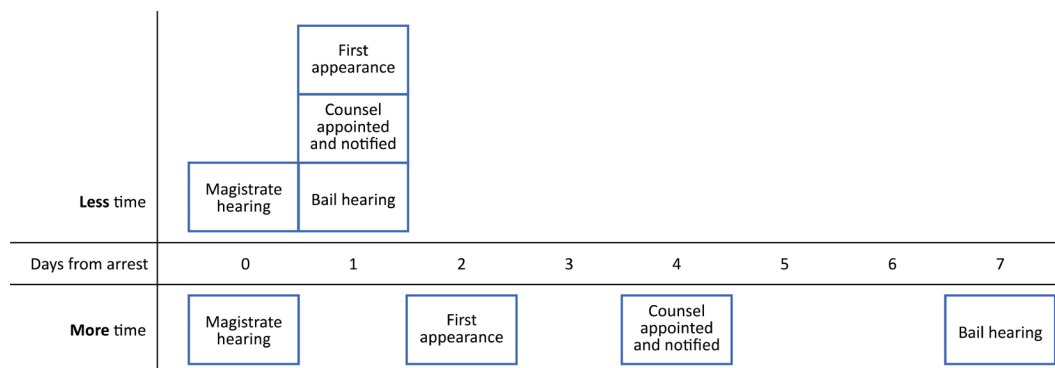 First
appearance
Counsel
appointed
and notified
Less time
Magistrate
hearing
Bail hearing
Days from arrest 0 1 2 3 4 5 6 7
More time
Magistrate
hearing
First
appearance
Counsel
appointed
and notified
Bail hearing